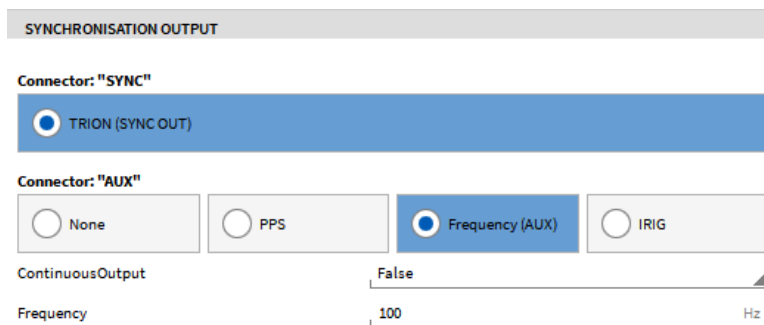 SYNCHRONISATION OUTPUT
Connector: "SYNC"
TRION (SYNC OUT)
Connector: "AUX"
None PPS Frequency (AUX) IRIG
ContinuousOutput False
Frequency 100 Hz